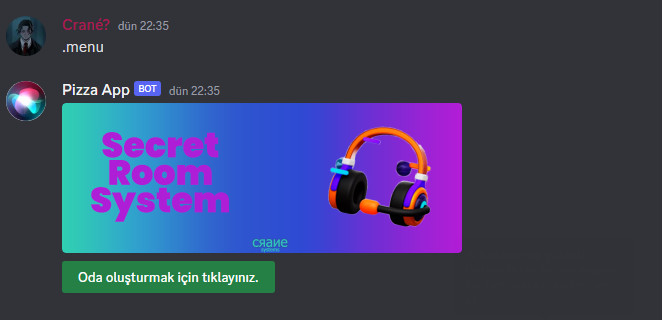 Crané? dün 22:35
.menu
Pizza App BOT dün 22:35
Secret
Room
System
CRANE
systems
Oda oluşturmak için tıklayınız.